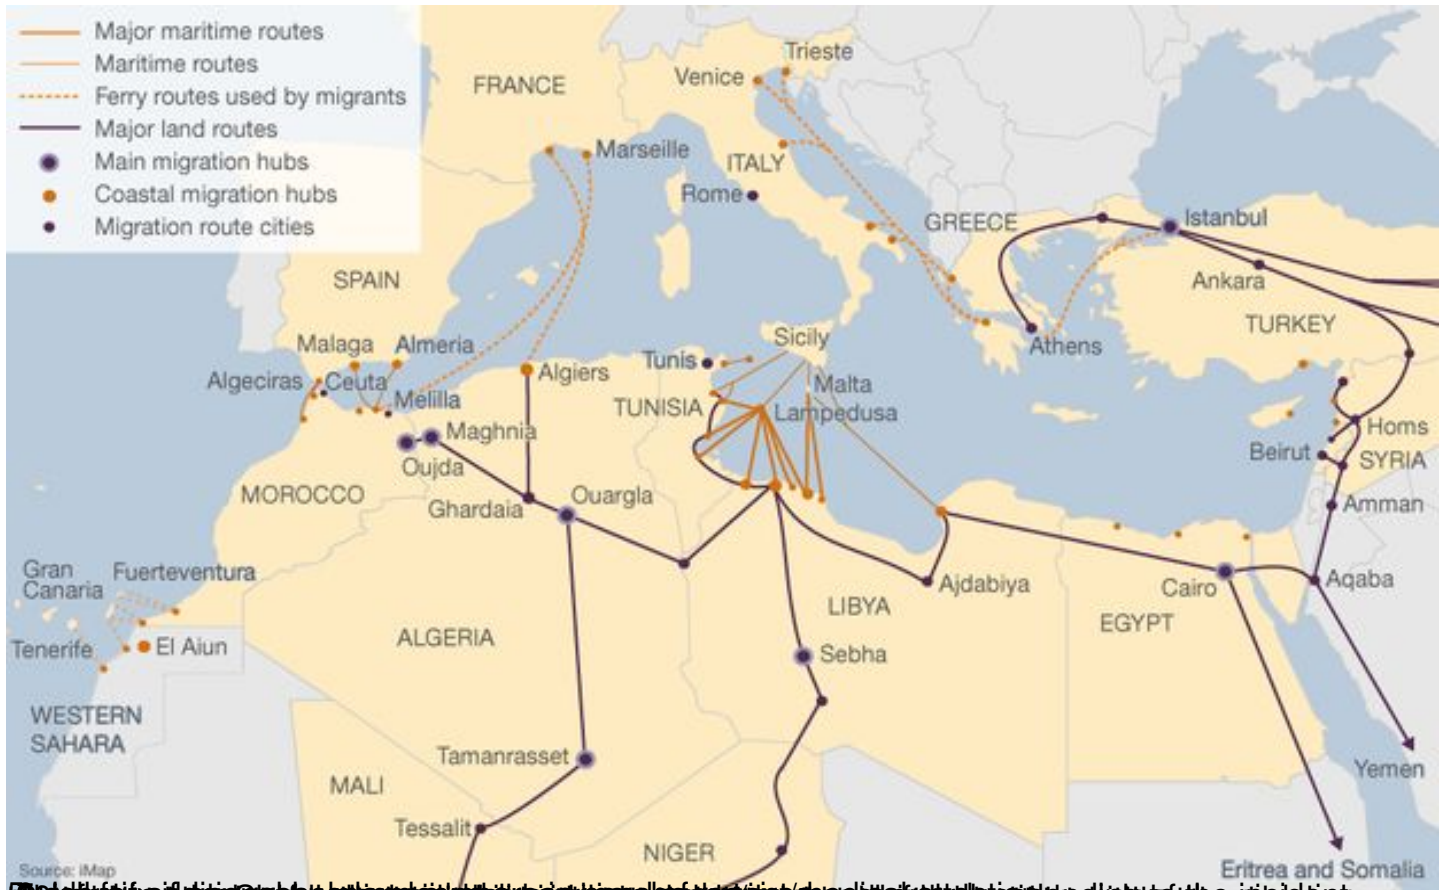 Major maritime routes
Maritime routes
Ferry routes used by migrants
Major land routes
Main migration hubs
Coastal migration hubs
Migration route cities
Trieste
Venice
FRANCE
Marseille
ITALY
Rome
GREECE
Istanbul
SPAIN
Ankara
TURKEY
Sicily
Athens
Malaga
Almeria
Tunis
Algeciras
Ceuta
Algiers
Malta
Melilla
TUNISIA
Lampedusa
Maghnia
Homs
Oujda
Beirut
SYRIA
MOROCCO
Ouargla
Ghardaia
Amman
Gran
Canaria
Fuerteventura
Cairo
Aqaba
Ajdabiya
LIBYA
EGYPT
ALGERIA
Tenerife
El Aiun
Sebha
WESTERN
SAHARA
Tamanrasset
Yemen
MALI
Tessalit
NIGER
Source: iMap
Eritrea and Somalia